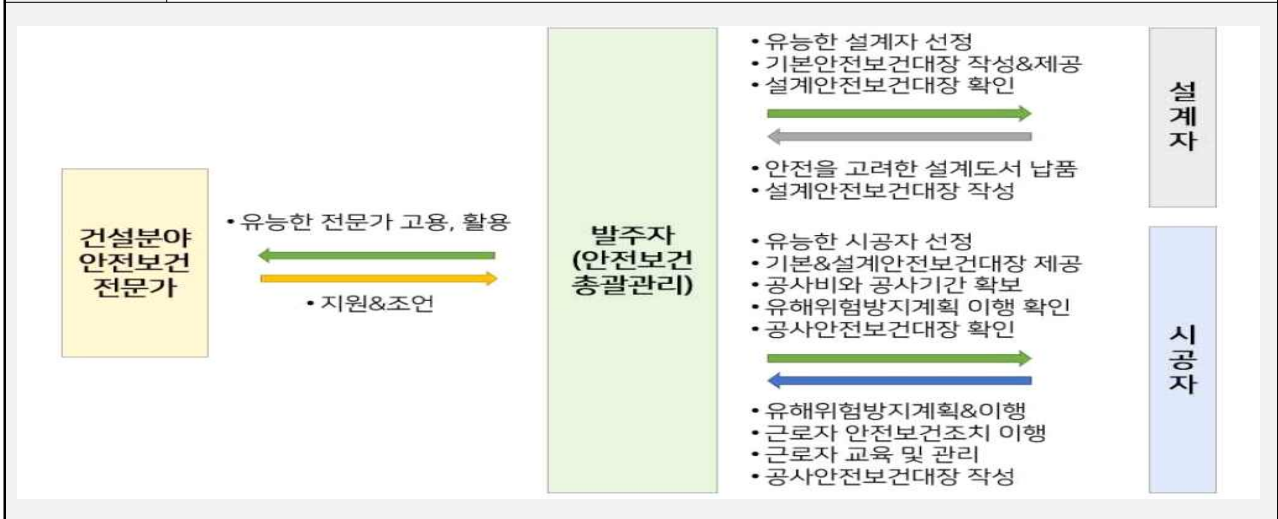 건설분야
안전보건
전문가
• 유능한 전문가 고용, 활용
• 지원&조언
발주자
(안전보건
총괄관리)
• 유능한 설계자 선정
• 기본안전보건대장 작성&제공
• 설계안전보건대장 확인
• 안전을 고려한 설계도서 납품
• 설계안전보건대장 작성
설
계
자
• 유능한 시공자 선정
• 기본&설계안전보건대장 제공
• 공사비와 공사기간 확보
• 유해위험방지계획 이행 확인
• 공사안전보건대장 확인
• 유해위험방지계획&이행
• 근로자 안전보건조치 이행
• 근로자 교육 및 관리
• 공사안전보건대장 작성
시
공
자